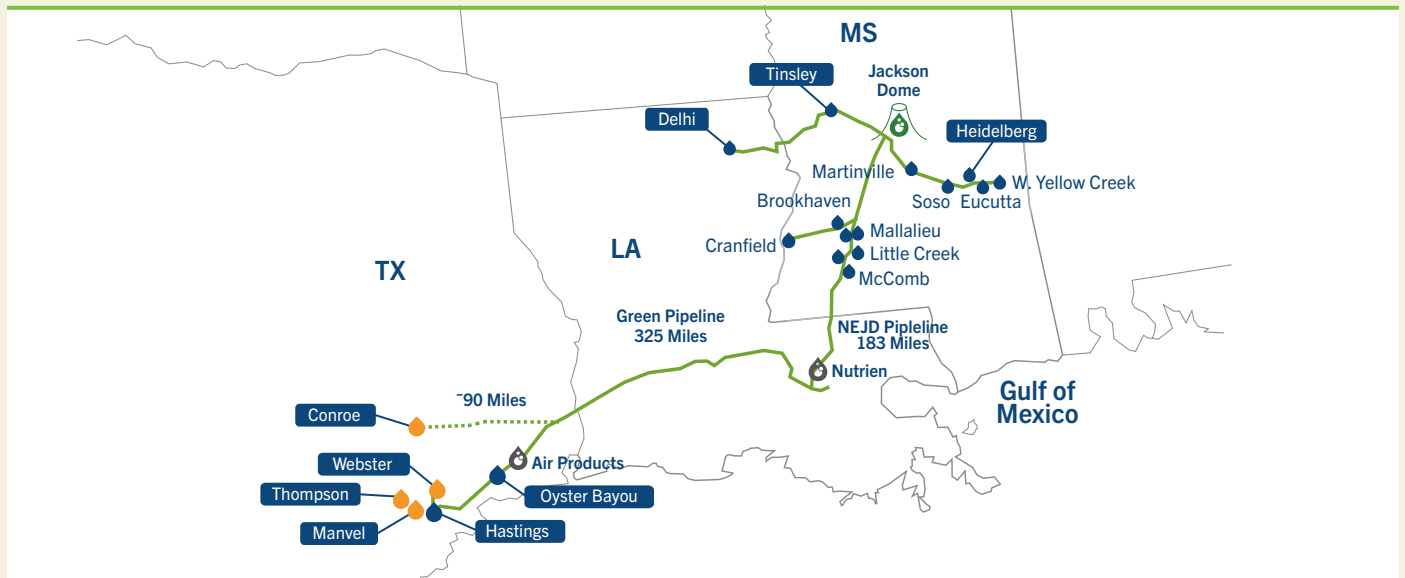 MS
Tinsley
Jackson
Dome
Delhi
Heidelberg
Martinville
W. Yellow Creek
Soso
Eucutta
Brookhaven
Mallalieu
Cranfield
Little Creek
McComb
TX
LA
Green Pipeline
325 Miles
NEJD Pipleline
183 Miles
Nutrien
Gulf of
Mexico
~90 Miles
Conroe
Webster
Air Products
Thompson
Oyster Bayou
Manvel
Hastings